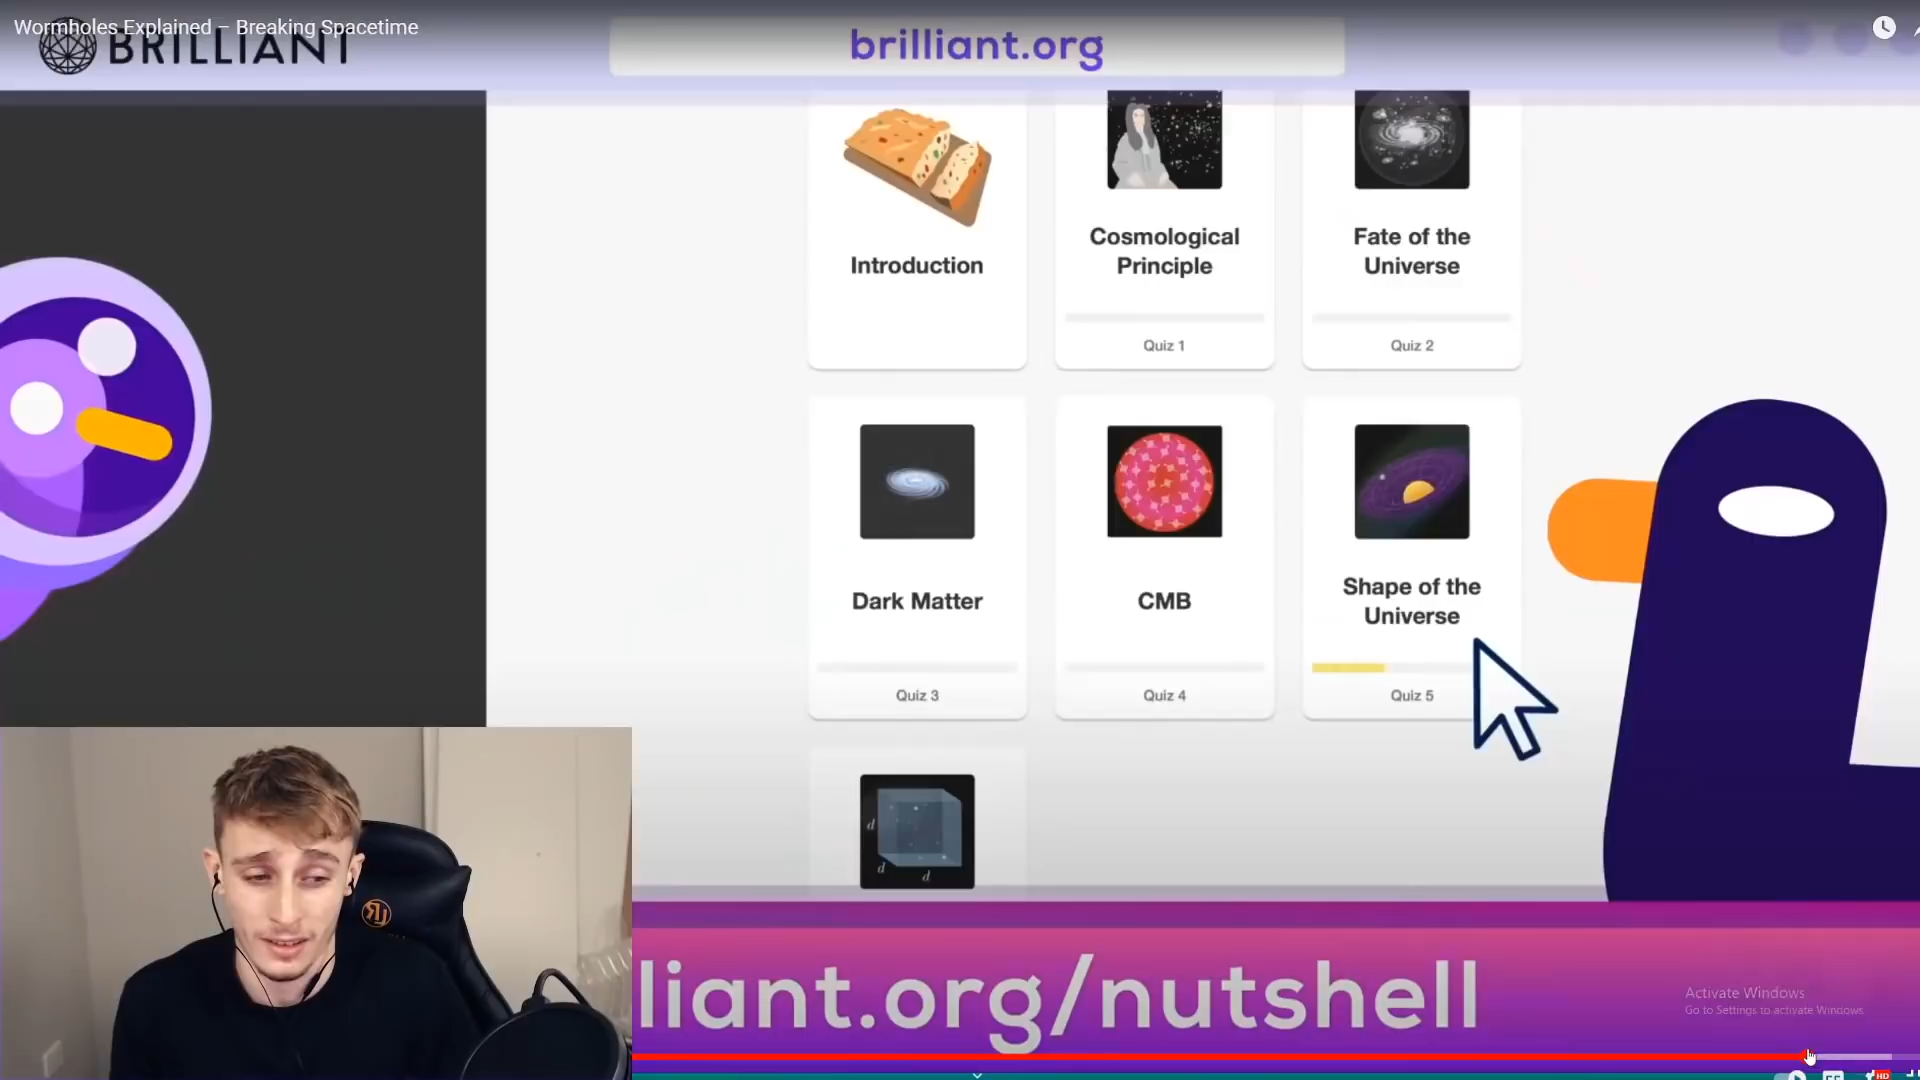 Wormholes Explained – Breaking Spacetime
BRILLIANT
brilliant.org
Introduction
Cosmological
Principle
Quiz 1
Fate of the
Universe
Quiz 2
Dark Matter
Quiz 3
CMB
Quiz 4
Shape of the
Universe
Quiz 5
d
d
d
liant.org/nutshell
Activate Windows
Go to Settings to activate Windows
HD